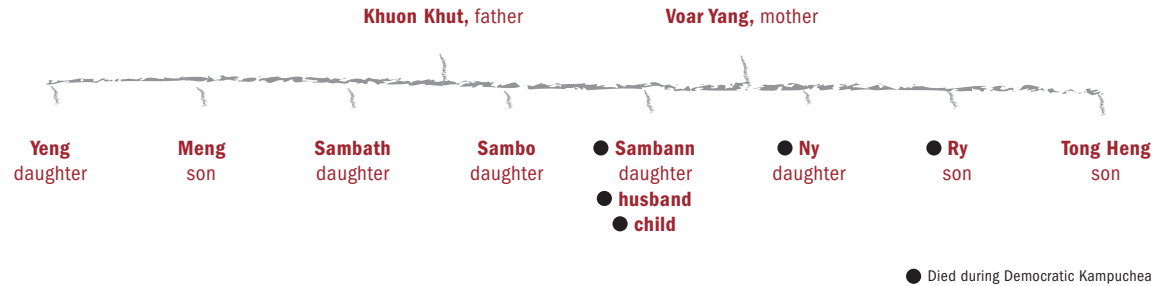 Khuon Khut, father Voar Yang, mother
Yeng Meng Sambath Sambo Sambann Ny Ry Tong Heng
daughter son daughter daughter daughter daughter son son
husband
child
Died during Democratic Kampuchea